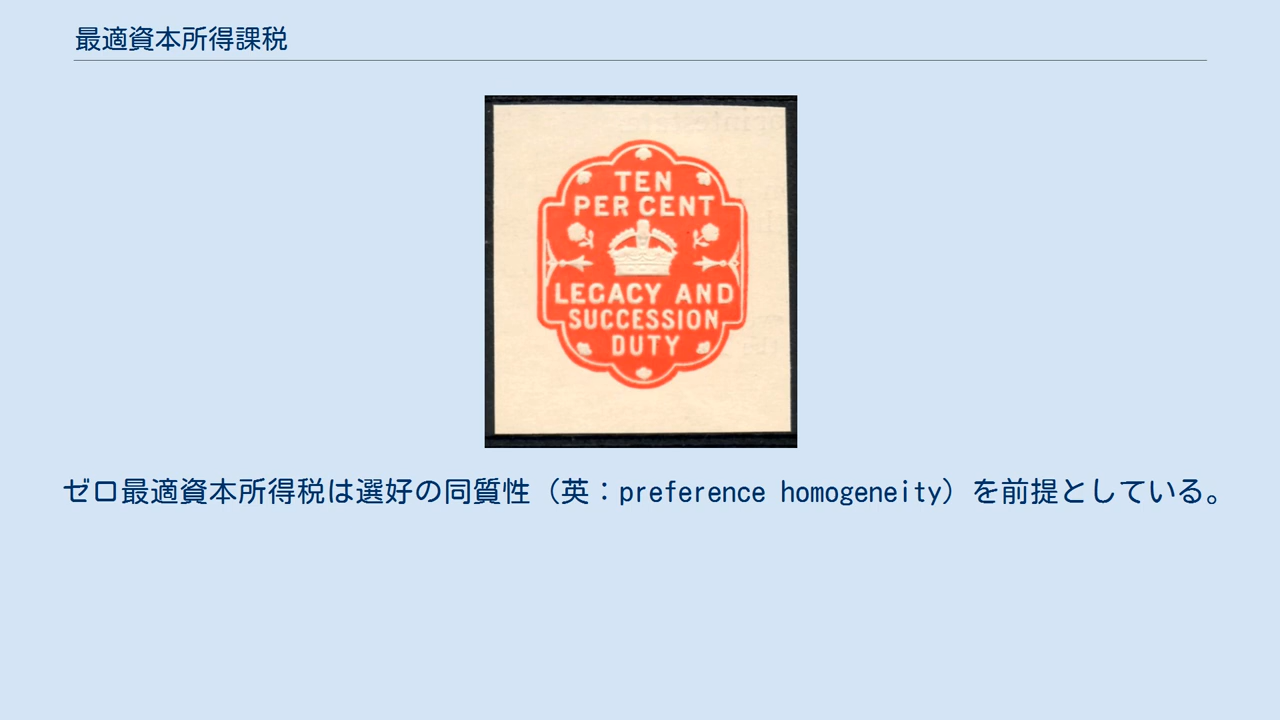 最適資本所得課税
TEN
PER CENT
LEGACY AND
SUCCESSION
DUTY
ゼロ最適資本所得税は選好の同質性（英：preference homogeneity）を前提としている。